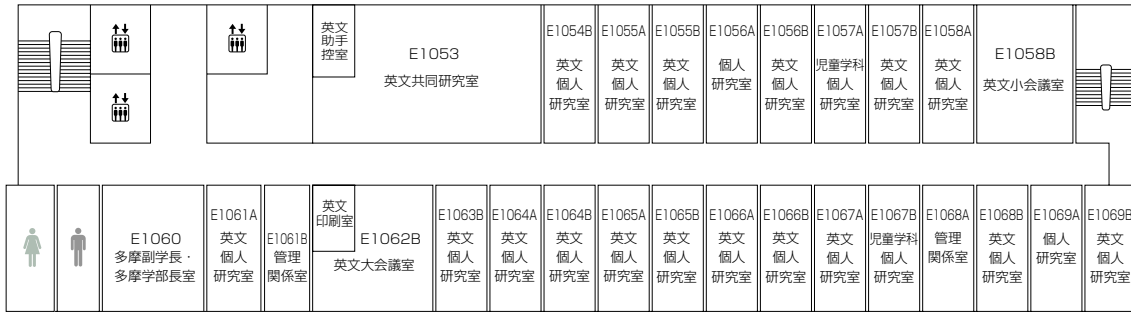 英文
助手
控室
E1053
英文共同研究室
E1054B
英文
個人
研究室
E1055A
英文
個人
研究室
E1055B
英文
個人
研究室
E1056A
個人
研究室
E1056B
英文
個人
研究室
E1057A
児童学科
個人
研究室
E1057B
英文
個人
研究室
E1058A
英文
個人
研究室
E1058B
英文小会議室
E1060
多摩副学長・
多摩学部長室
E1061A
英文
個人
研究室
E1061B
管理
関係室
英文
印刷室
E1062B
英文大会議室
E1063B
英文
個人
研究室
E1064A
英文
個人
研究室
E1064B
英文
個人
研究室
E1065A
英文
個人
研究室
E1065B
英文
個人
研究室
E1066A
英文
個人
研究室
E1066B
英文
個人
研究室
E1067A
英文
個人
研究室
E1067B
児童学科
個人
研究室
E1068A
管理
関係室
E1068B
英文
個人
研究室
E1069A
個人
研究室
E1069B
英文
個人
研究室